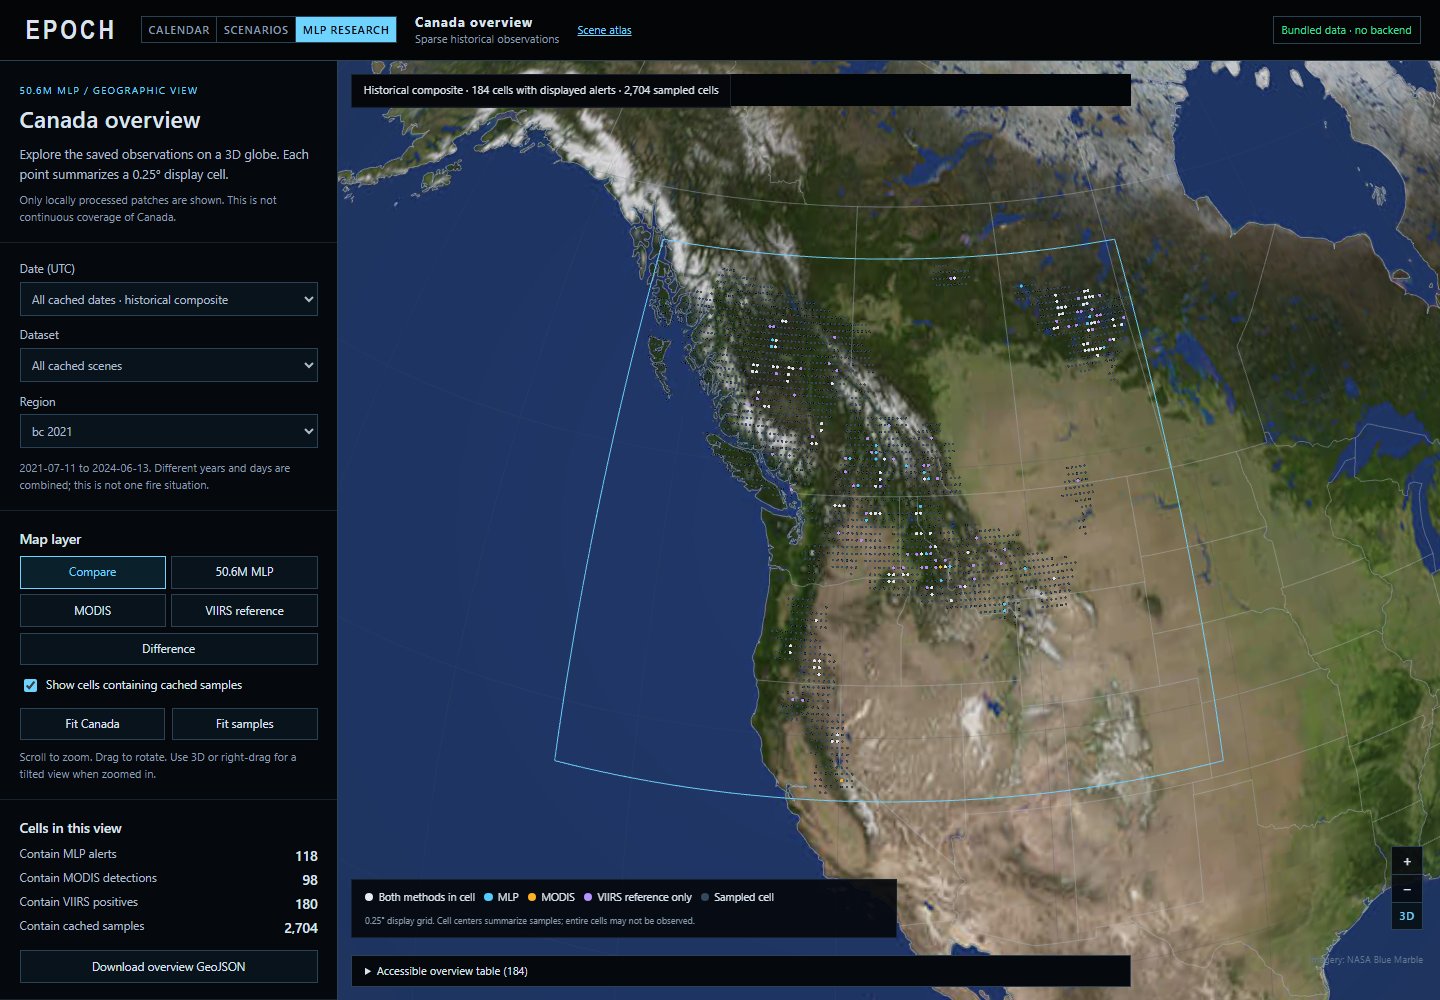 EPOCH
CALENDAR
SCENARIOS
MLP RESEARCH
Canada overview
Sparse historical observations
Scene atlas
Bundled data · no backend
50.6M MLP / GEOGRAPHIC VIEW
Canada overview
Explore the saved observations on a 3D globe. Each
point summarizes a 0.25° display cell.
Only locally processed patches are shown. This is not
continuous coverage of Canada.
Date (UTC)
All cached dates · historical composite
Dataset
All cached scenes
Region
bc 2021
2021-07-11 to 2024-06-13. Different years and days are
combined; this is not one fire situation.
Map layer
Compare
50.6M MLP
MODIS
VIIRS reference
Difference
Show cells containing cached samples
Fit Canada
Fit samples
Scroll to zoom. Drag to rotate. Use 3D or right-drag for a
tilted view when zoomed in.
Cells in this view
Contain MLP alerts 118
Contain MODIS detections 98
Contain VIIRS positives 180
Contain cached samples 2,704
Download overview GeoJSON
Historical composite · 184 cells with displayed alerts · 2,704 sampled cells
Both methods in cell MLP MODIS VIIRS reference only Sampled cell
0.25° display grid. Cell centers summarize samples; entire cells may not be observed.
Accessible overview table (184)
+
−
3D
Imagery: NASA Blue Marble